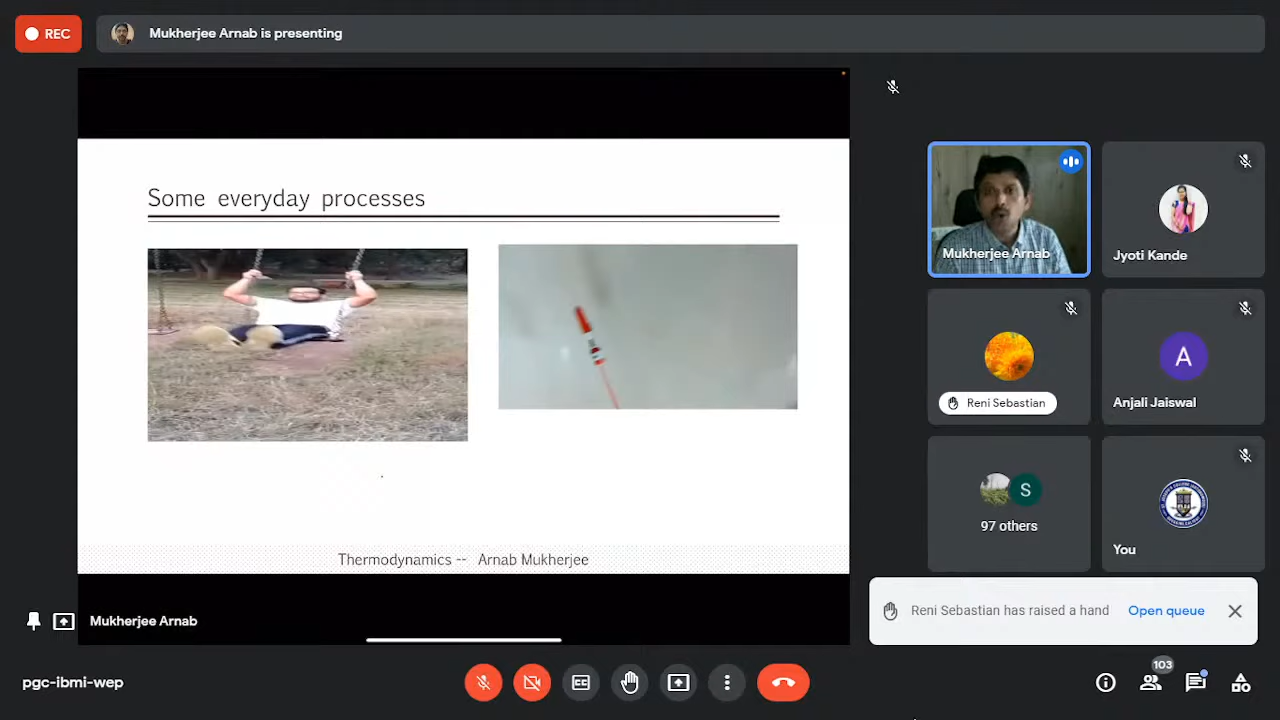 REC
Mukherjee Arnab is presenting
Some everyday processes
Thermodynamics -- Arnab Mukherjee
Mukherjee Arnab
Mukherjee Arnab
Jyoti Kande
Reni Sebastian
A
Anjali Jaiswal
S
97 others
You
Reni Sebastian has raised a hand Open queue
pgc-ibmi-wep
CC
103